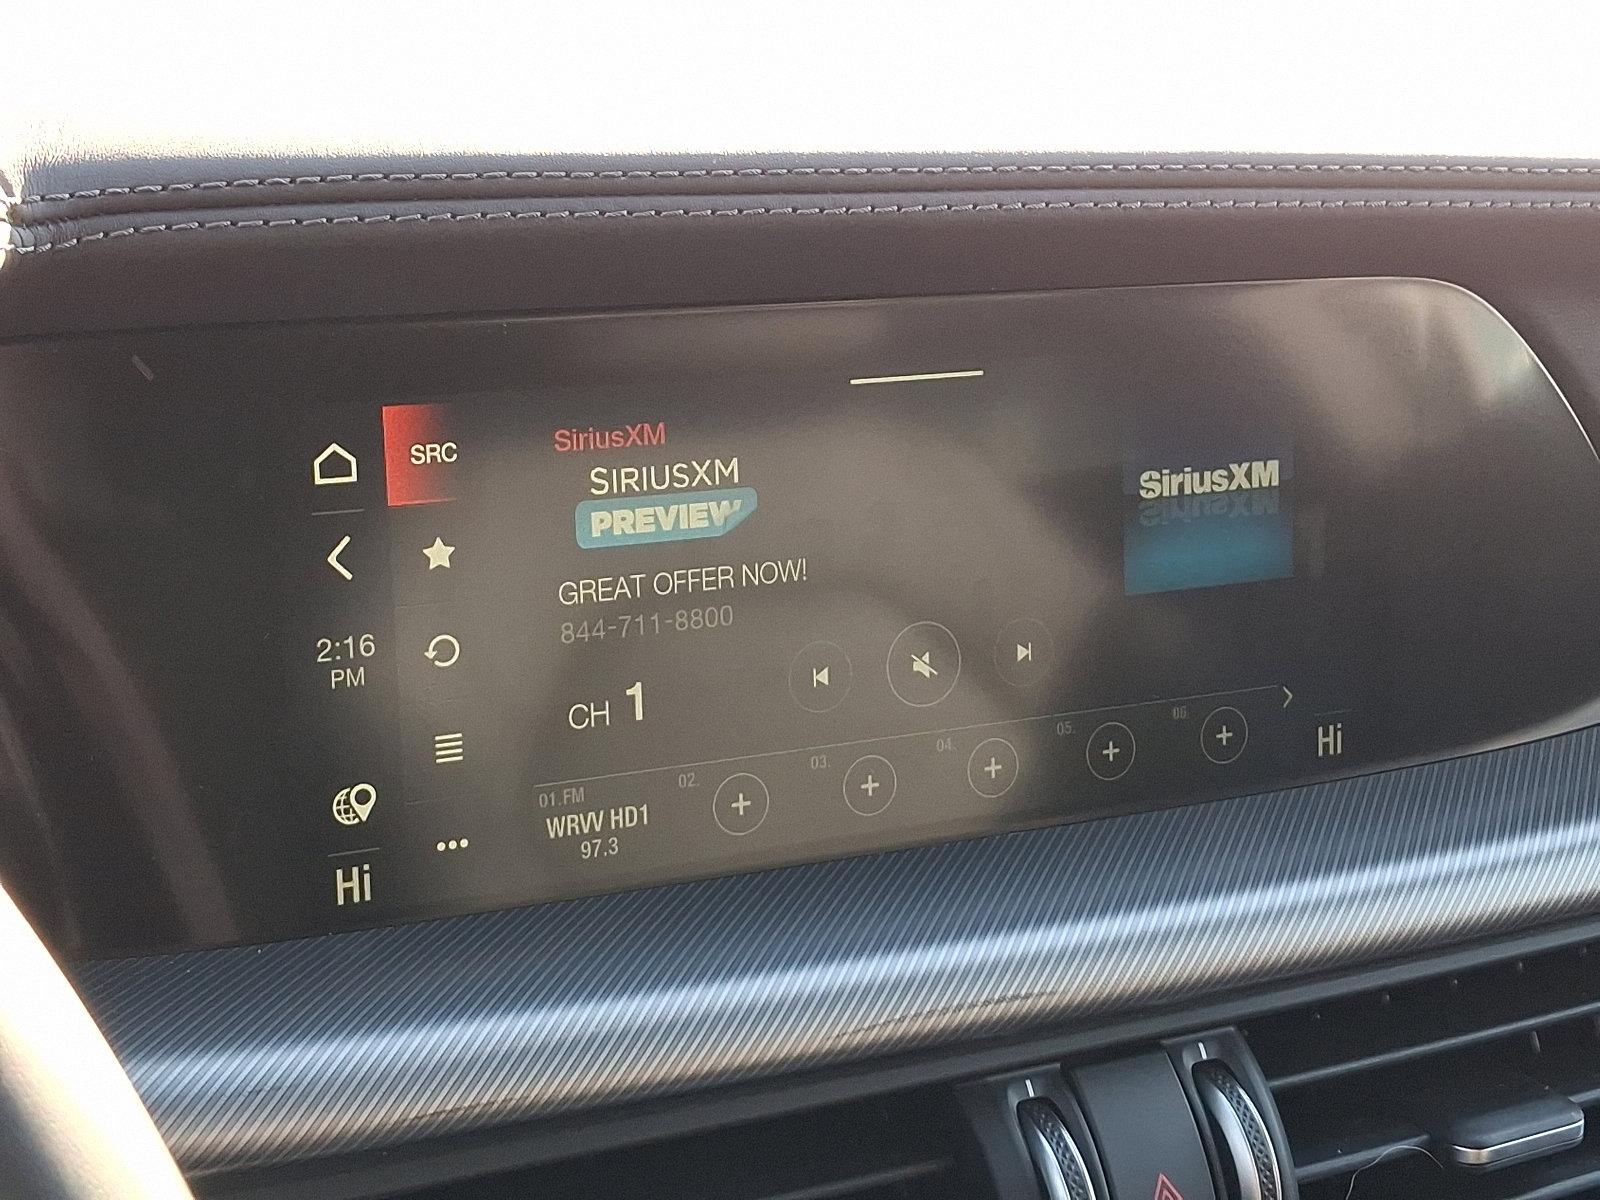 SRC
SiriusXM
SIRIUSXM
PREVIEW
SiriusXM
GREAT OFFER NOW!
844-711-8800
2:16
PM
CH 1
01.FM
WRVV HD1
97.3
02.
03.
04.
05.
06.
Hi
Hi